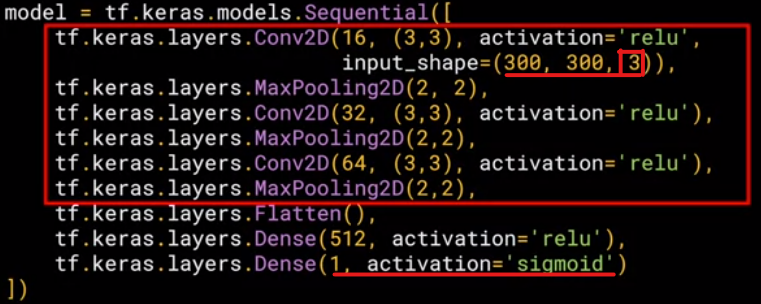 model = tf.keras.models.Sequential([
    tf.keras.layers.Conv2D(16, (3,3), activation='relu',
                           input_shape=(300, 300, 3)),
    tf.keras.layers.MaxPooling2D(2, 2),
    tf.keras.layers.Conv2D(32, (3,3), activation='relu'),
    tf.keras.layers.MaxPooling2D(2,2),
    tf.keras.layers.Conv2D(64, (3,3), activation='relu'),
    tf.keras.layers.MaxPooling2D(2,2),
    tf.keras.layers.Flatten(),
    tf.keras.layers.Dense(512, activation='relu'),
    tf.keras.layers.Dense(1, activation='sigmoid')
])